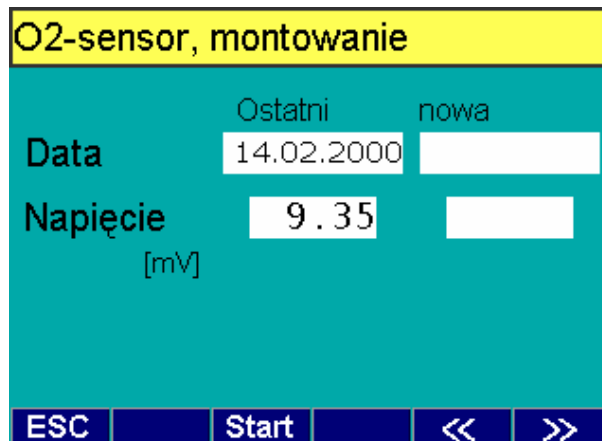 O2-sensor, montowanie
Ostatni nowa
Data 14.02.2000
Napięcie 9.35
[mV]
ESC Start << >>